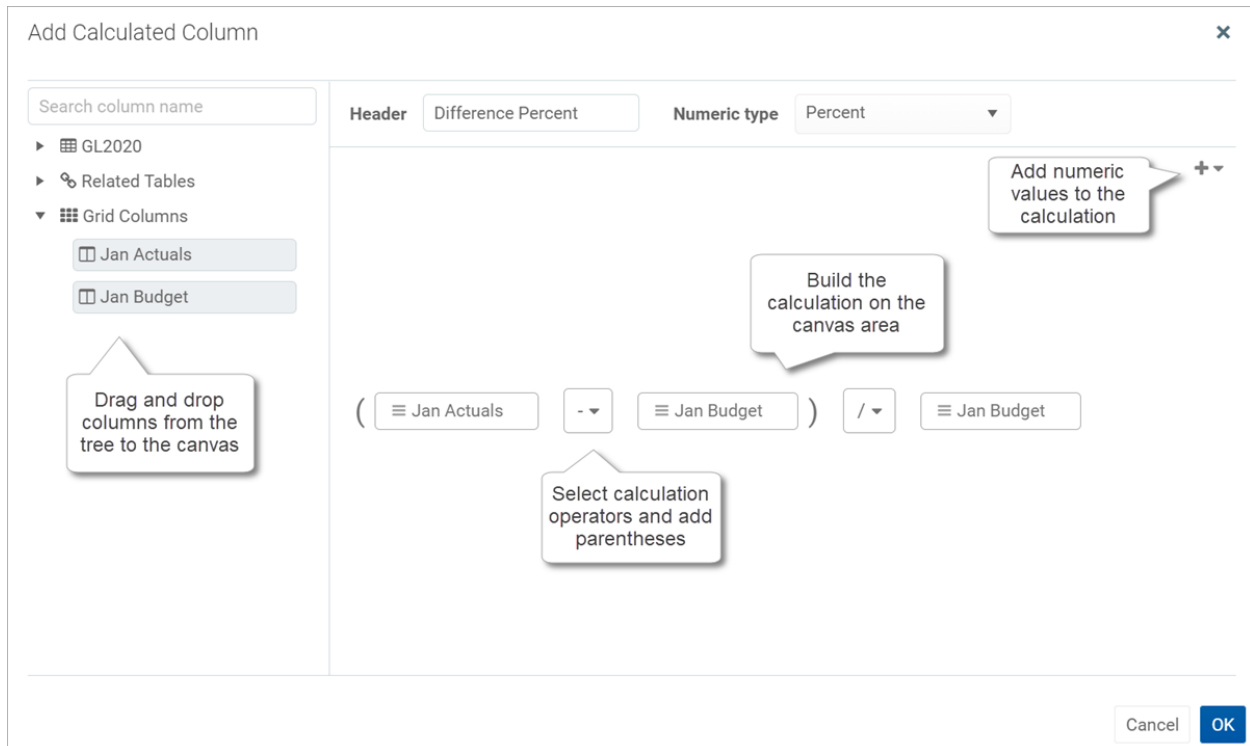 Add Calculated Column
Search column name
GL2020
Related Tables
Grid Columns
Jan Actuals
Jan Budget
Drag and drop
columns from the
tree to the canvas
Header Difference Percent Numeric type Percent
Add numeric
values to the
calculation
Build the
calculation on the
canvas area
( Jan Actuals - Jan Budget ) / Jan Budget
Select calculation
operators and add
parentheses
Cancel OK